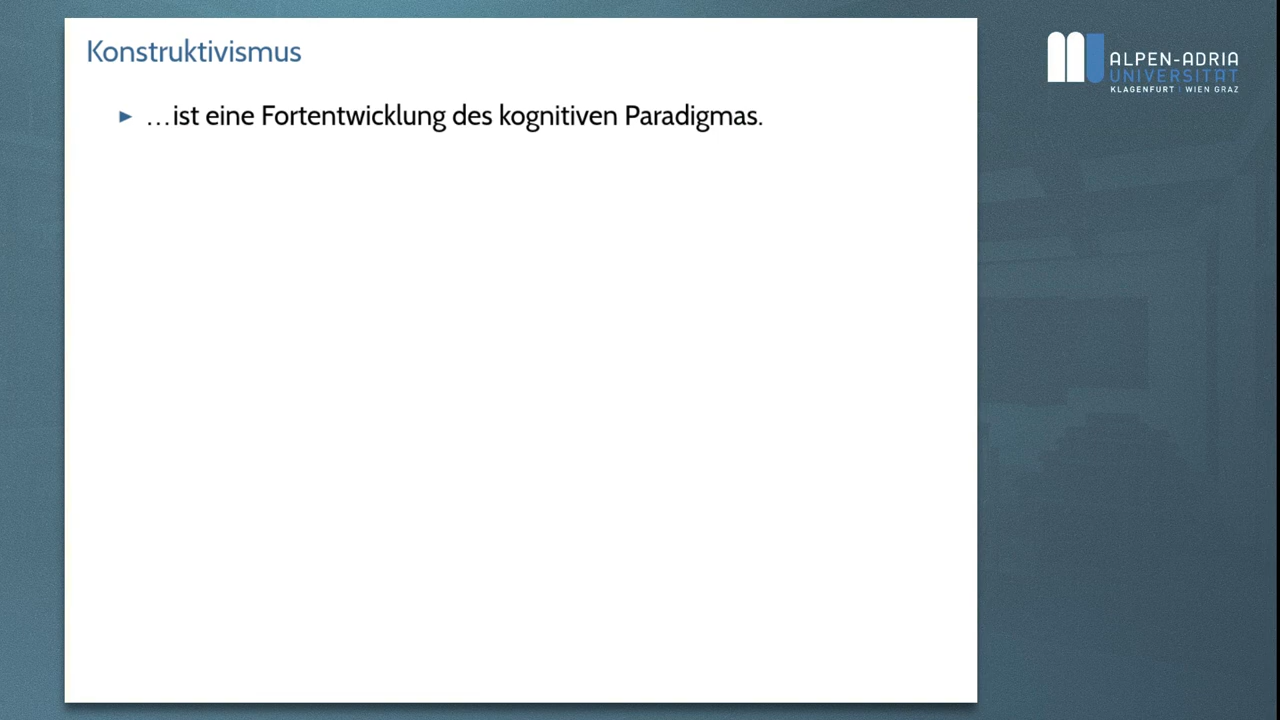 Konstruktivismus
…ist eine Fortentwicklung des kognitiven Paradigmas.
ALPEN-ADRIA
UNIVERSITÄT
KLAGENFURT | WIEN GRAZ